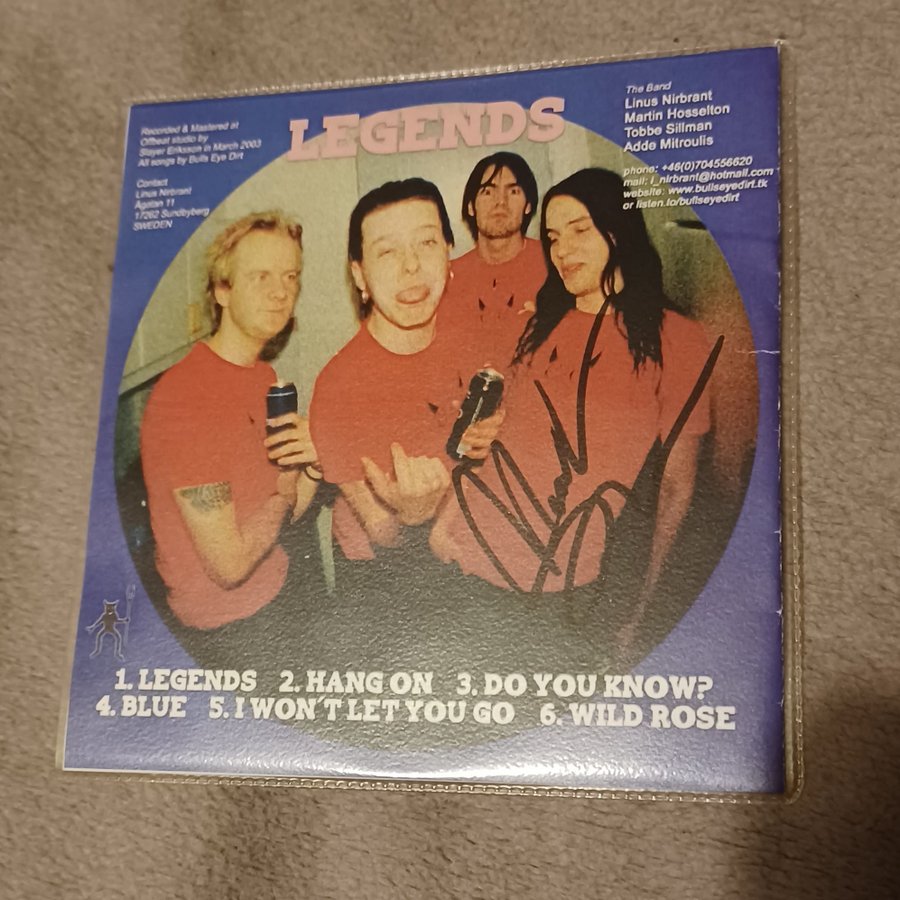 LEGENDS
Recorded & Mastered at
Offbeat studio by
Slayer Eriksson in March 2003
All songs by Bulls Eye Dirt
Contact
Linus Nirbrant
Ågatan 11
17262 Sundbyberg
SWEDEN
The Band
Linus Nirbrant
Martin Hosselton
Tobbe Sillman
Adde Mitroulis
phone: +46(0)704556620
mail: l_nirbrant@hotmail.com
website: www.bullseyedirt.tk
or listen.to/bullseyedirt
1. LEGENDS 2. HANG ON 3. DO YOU KNOW?
4. BLUE 5. I WON´T LET YOU GO 6. WILD ROSE